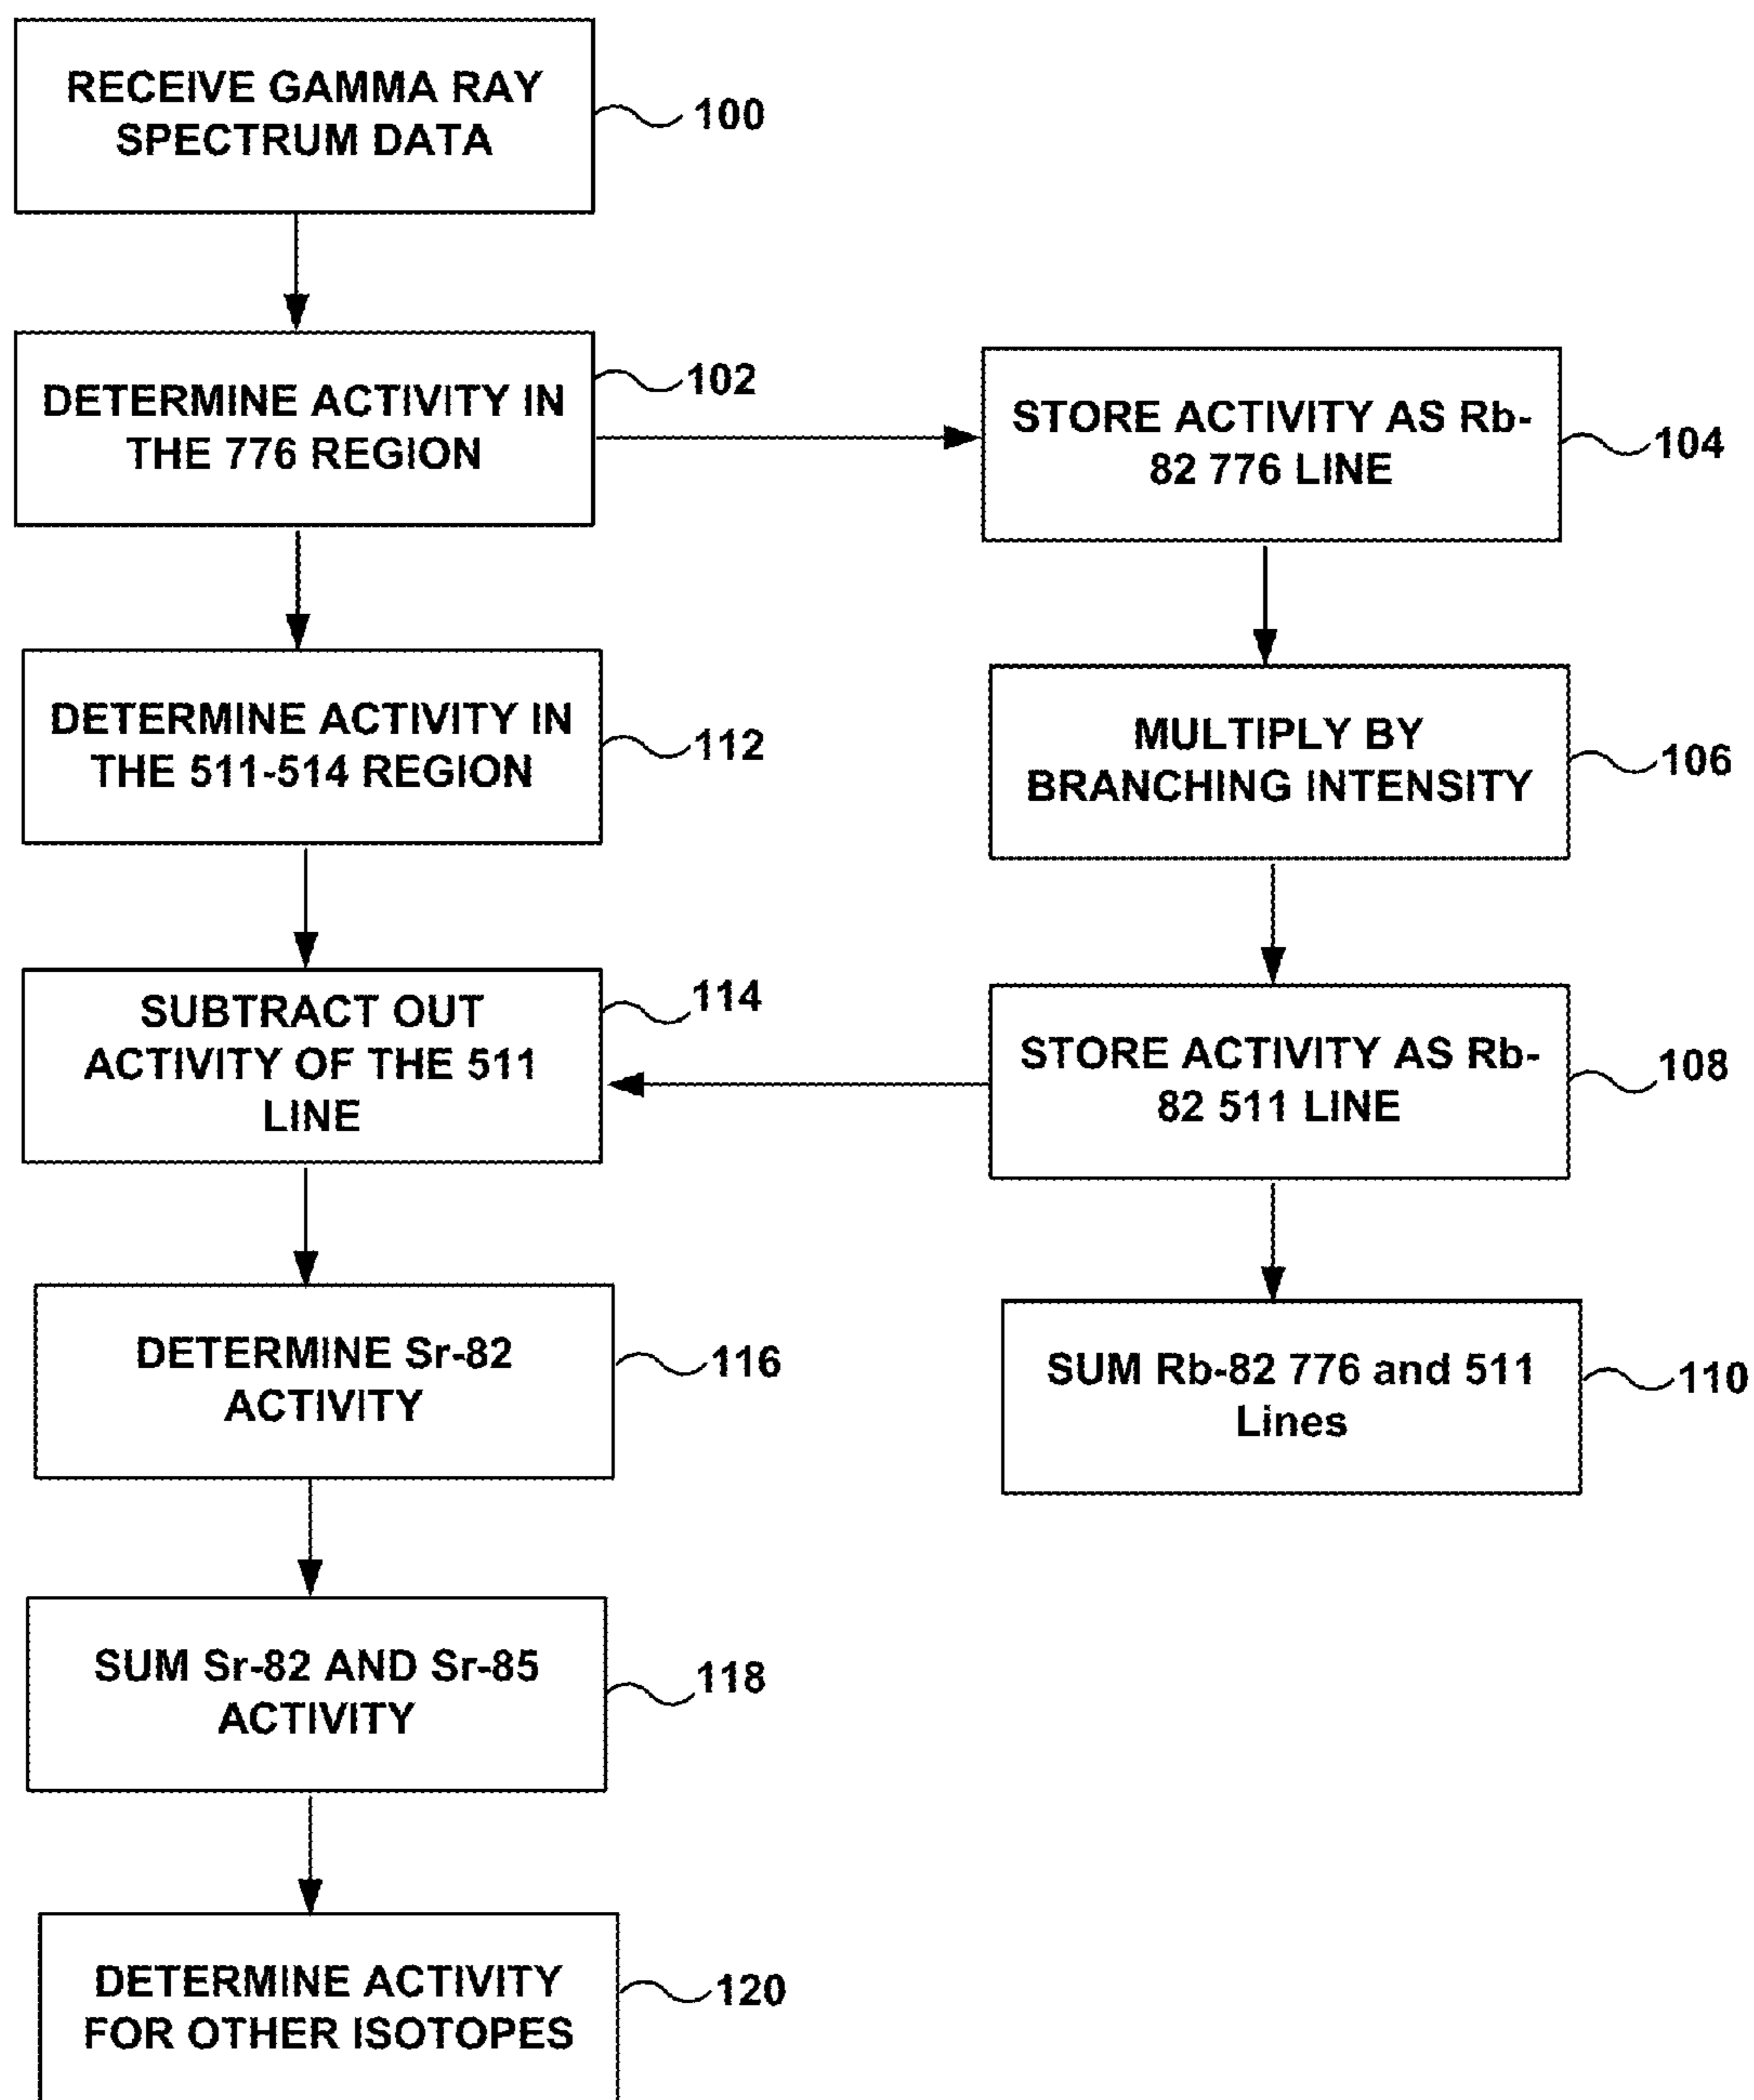 RECEIVE GAMMA RAY
SPECTRUM DATA
100
DETERMINE ACTIVITY IN
THE 776 REGION
102
STORE ACTIVITY AS Rb-
82 776 LINE
104
MULTIPLY BY
BRANCHING INTENSITY
106
STORE ACTIVITY AS Rb-
82 511 LINE
108
SUM Rb-82 776 and 511
Lines
110
DETERMINE ACTIVITY IN
THE 511-514 REGION
112
SUBTRACT OUT
ACTIVITY OF THE 511
LINE
114
DETERMINE Sr-82
ACTIVITY
116
SUM Sr-82 AND Sr-85
ACTIVITY
118
DETERMINE ACTIVITY
FOR OTHER ISOTOPES
120